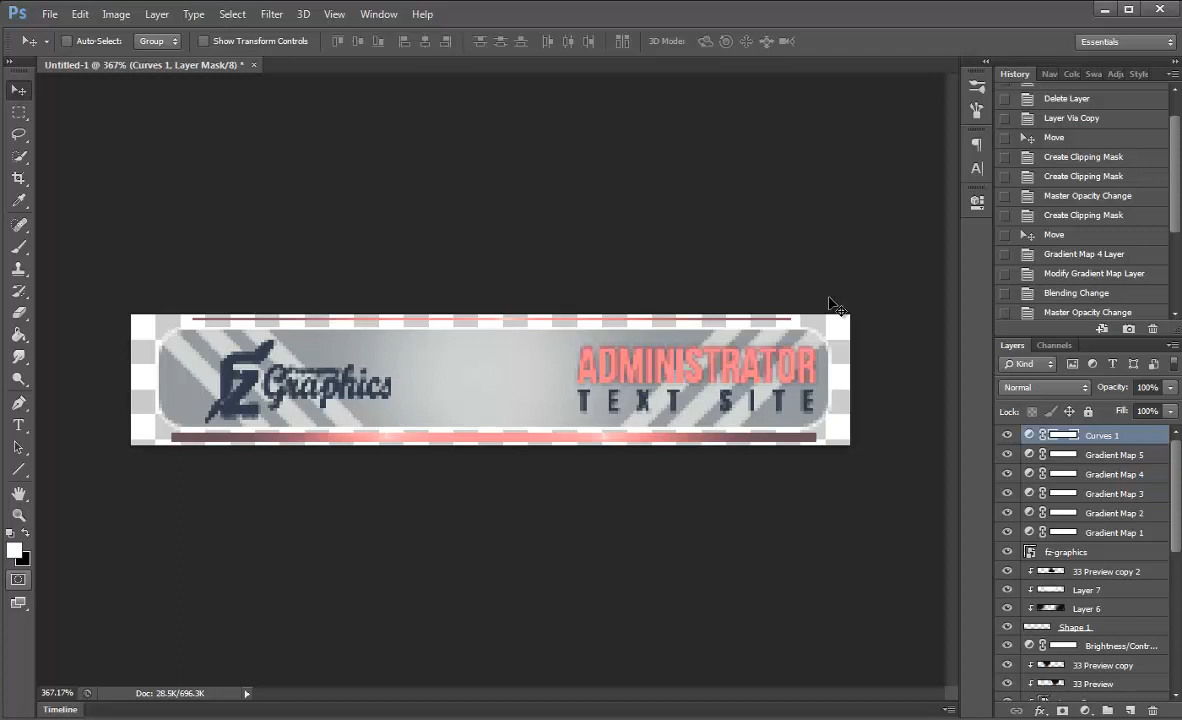 Ps File Edit Image Layer Type Select Filter 3D View Window Help
Auto-Select: Group Show Transform Controls 3D Mode: Essentials
Untitled-1 @ 367% (Curves 1, Layer Mask/8) *
History Nav Colc Swa Adju Style
Delete Layer
Layer Via Copy
Move
Create Clipping Mask
Create Clipping Mask
Master Opacity Change
Create Clipping Mask
Move
Gradient Map 4 Layer
Modify Gradient Map Layer
Blending Change
Master Opacity Change
Fz Graphics
ADMINISTRATOR
TEXT SITE
Layers Channels
Kind
Normal Opacity: 100%
Lock: Fill: 100%
Curves 1
Gradient Map 5
Gradient Map 4
Gradient Map 3
Gradient Map 2
Gradient Map 1
fz-graphics
33 Preview copy 2
Layer 7
Layer 6
Shape 1
Brightness/Contr...
33 Preview copy
33 Preview
367.17% Doc: 28.5K/696.3K
Timeline